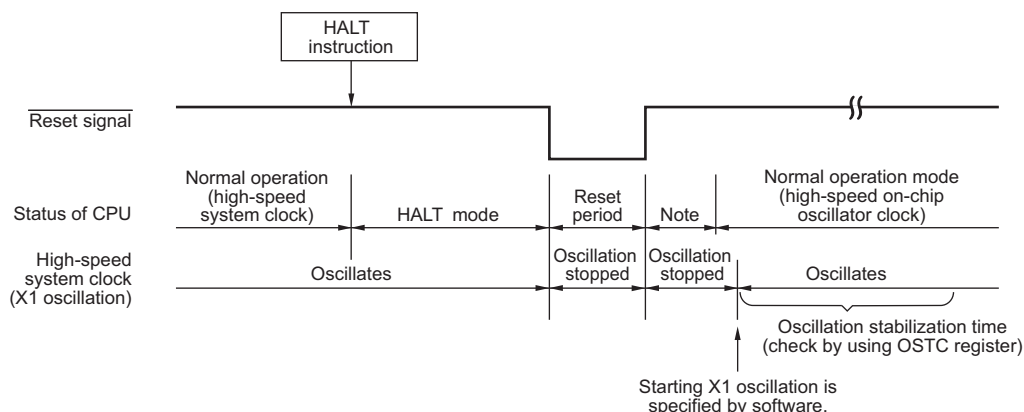 HALT
instruction
Reset signal
Status of CPU
Normal operation
(high-speed
system clock)
HALT mode
Reset
period
Note
Normal operation mode
(high-speed on-chip
oscillator clock)
High-speed
system clock
(X1 oscillation)
Oscillates
Oscillation
stopped
Oscillation
stopped
Oscillates
Oscillation stabilization time
(check by using OSTC register)
Starting X1 oscillation is
specified by software.